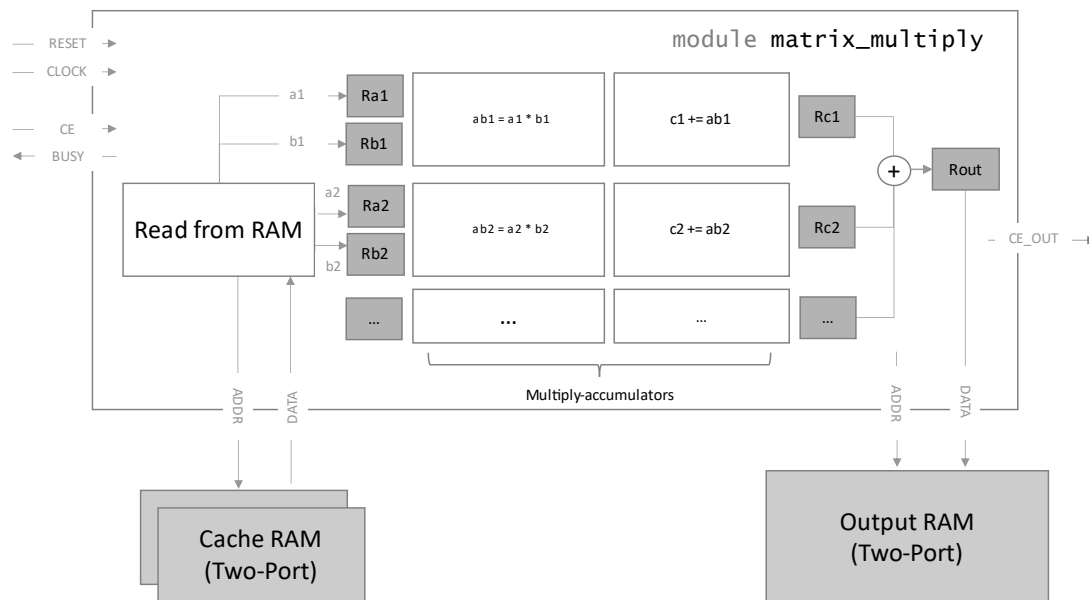 module matrix_multiply
RESET
CLOCK
CE
BUSY
a1
Ra1
b1
Rb1
ab1 = a1 * b1
c1 += ab1
Rc1
+
Rout
Read from RAM
a2
Ra2
b2
Rb2
ab2 = a2 * b2
c2 += ab2
Rc2
CE_OUT
...
...
...
...
Multiply-accumulators
ADDR
DATA
ADDR
DATA
Cache RAM
(Two-Port)
Output RAM
(Two-Port)